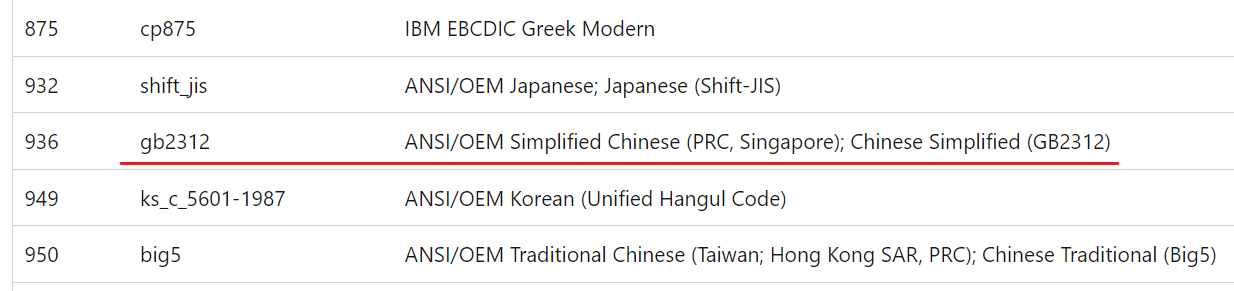 875 cp875 IBM EBCDIC Greek Modern
932 shift_jis ANSI/OEM Japanese; Japanese (Shift-JIS)
936 gb2312 ANSI/OEM Simplified Chinese (PRC, Singapore); Chinese Simplified (GB2312)
949 ks_c_5601-1987 ANSI/OEM Korean (Unified Hangul Code)
950 big5 ANSI/OEM Traditional Chinese (Taiwan; Hong Kong SAR, PRC); Chinese Traditional (Big5)